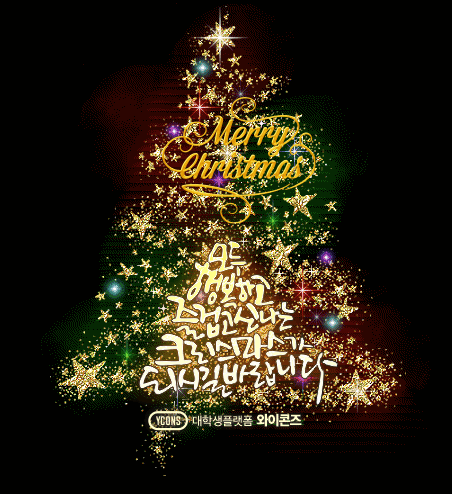 Merry
Christmas
모두
행복하고
즐겁고 신나는
크리스마스가
되시길 바랍니다
YCONS 대학생플랫폼 와이콘즈